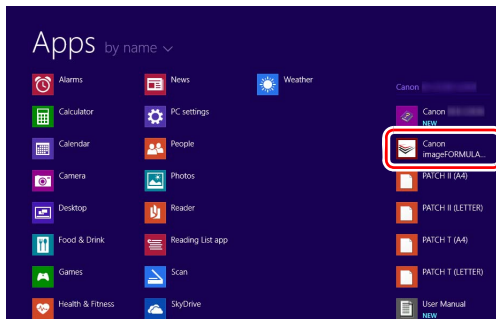 Apps by name
Alarms
Calculator
Calendar
Camera
Desktop
Food & Drink
Games
Health & Fitness
News
PC settings
People
Photos
Reader
Reading List app
Scan
SkyDrive
Weather
Canon
Canon
NEW
Canon
imageFORMULA...
PATCH II (A4)
PATCH II (LETTER)
PATCH T (A4)
PATCH T (LETTER)
User Manual
NEW